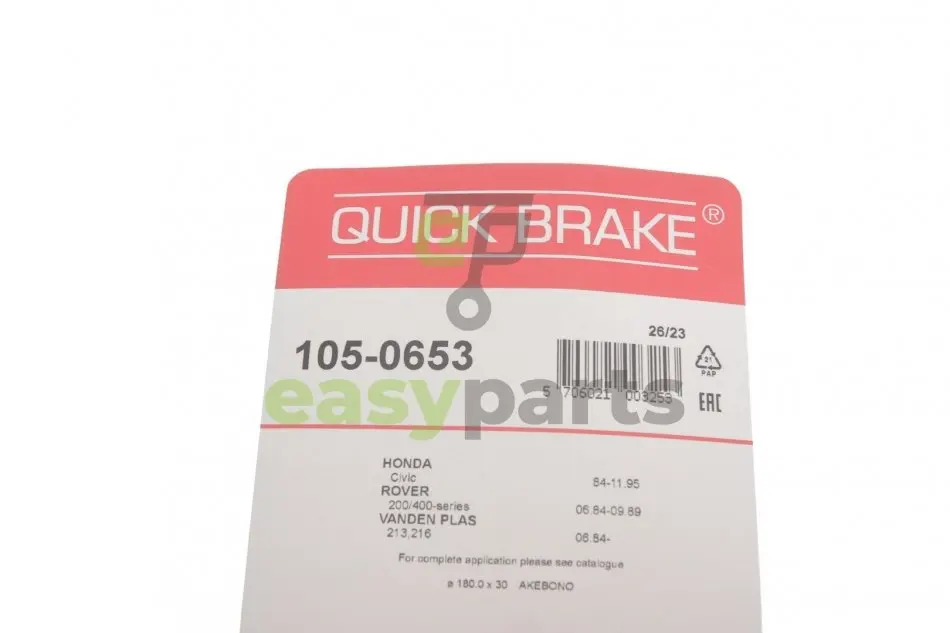 QUICK BRAKE®
105-0653
26/23
5 706021 003253
21
PAP
EAC
easyparts
HONDA
Civic 84-11.95
ROVER
200/400-series 06.84-09.89
VANDEN PLAS
213,216 06.84-
For complete application please see catalogue
ø 180.0 x 30 AKEBONO